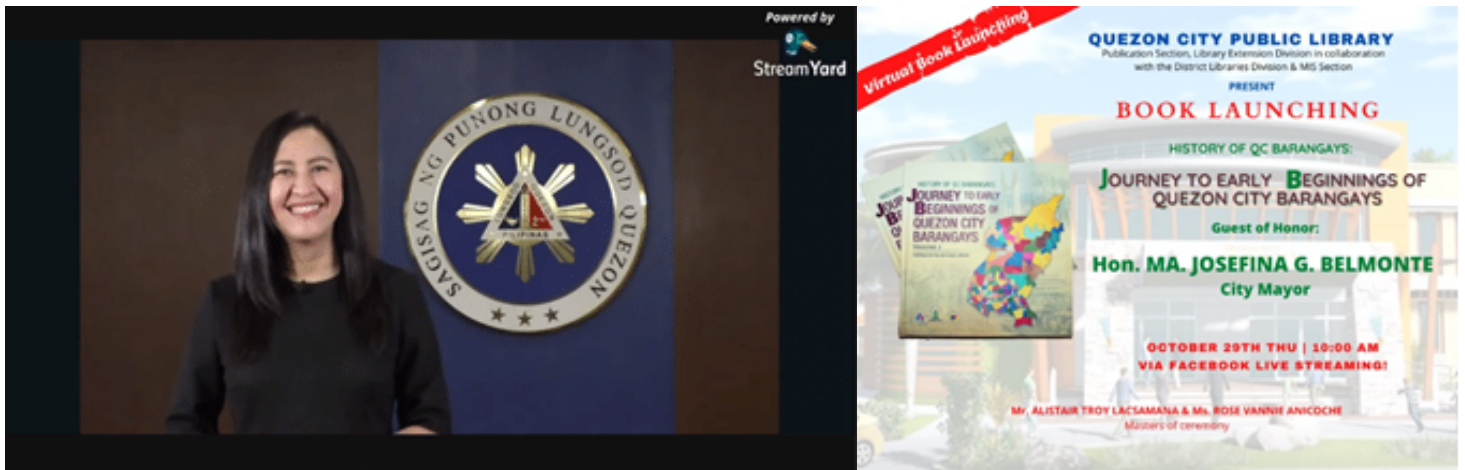 Powered by
StreamYard
SAGISAG NG PUNONG LUNGSOD QUEZON
PILIPINAS
Virtual Book Launching
QUEZON CITY PUBLIC LIBRARY
Publication Section, Library Extension Division in collaboration
with the District Libraries Division & MIS Section
PRESENT
BOOK LAUNCHING
HISTORY OF QC BARANGAYS:
JOURNEY TO EARLY BEGINNINGS OF
QUEZON CITY BARANGAYS
Guest of Honor:
Hon. MA. JOSEFINA G. BELMONTE
City Mayor
OCTOBER 29TH THU | 10:00 AM
VIA FACEBOOK LIVE STREAMING!
Mr. ALISTAIR TROY LACSAMANA & Ms. ROSE VANNIE ANICOCHE
Masters of ceremony
HISTORY OF QC BARANGAYS
JOURNEY TO EARLY
BEGINNINGS OF
QUEZON CITY
BARANGAYS